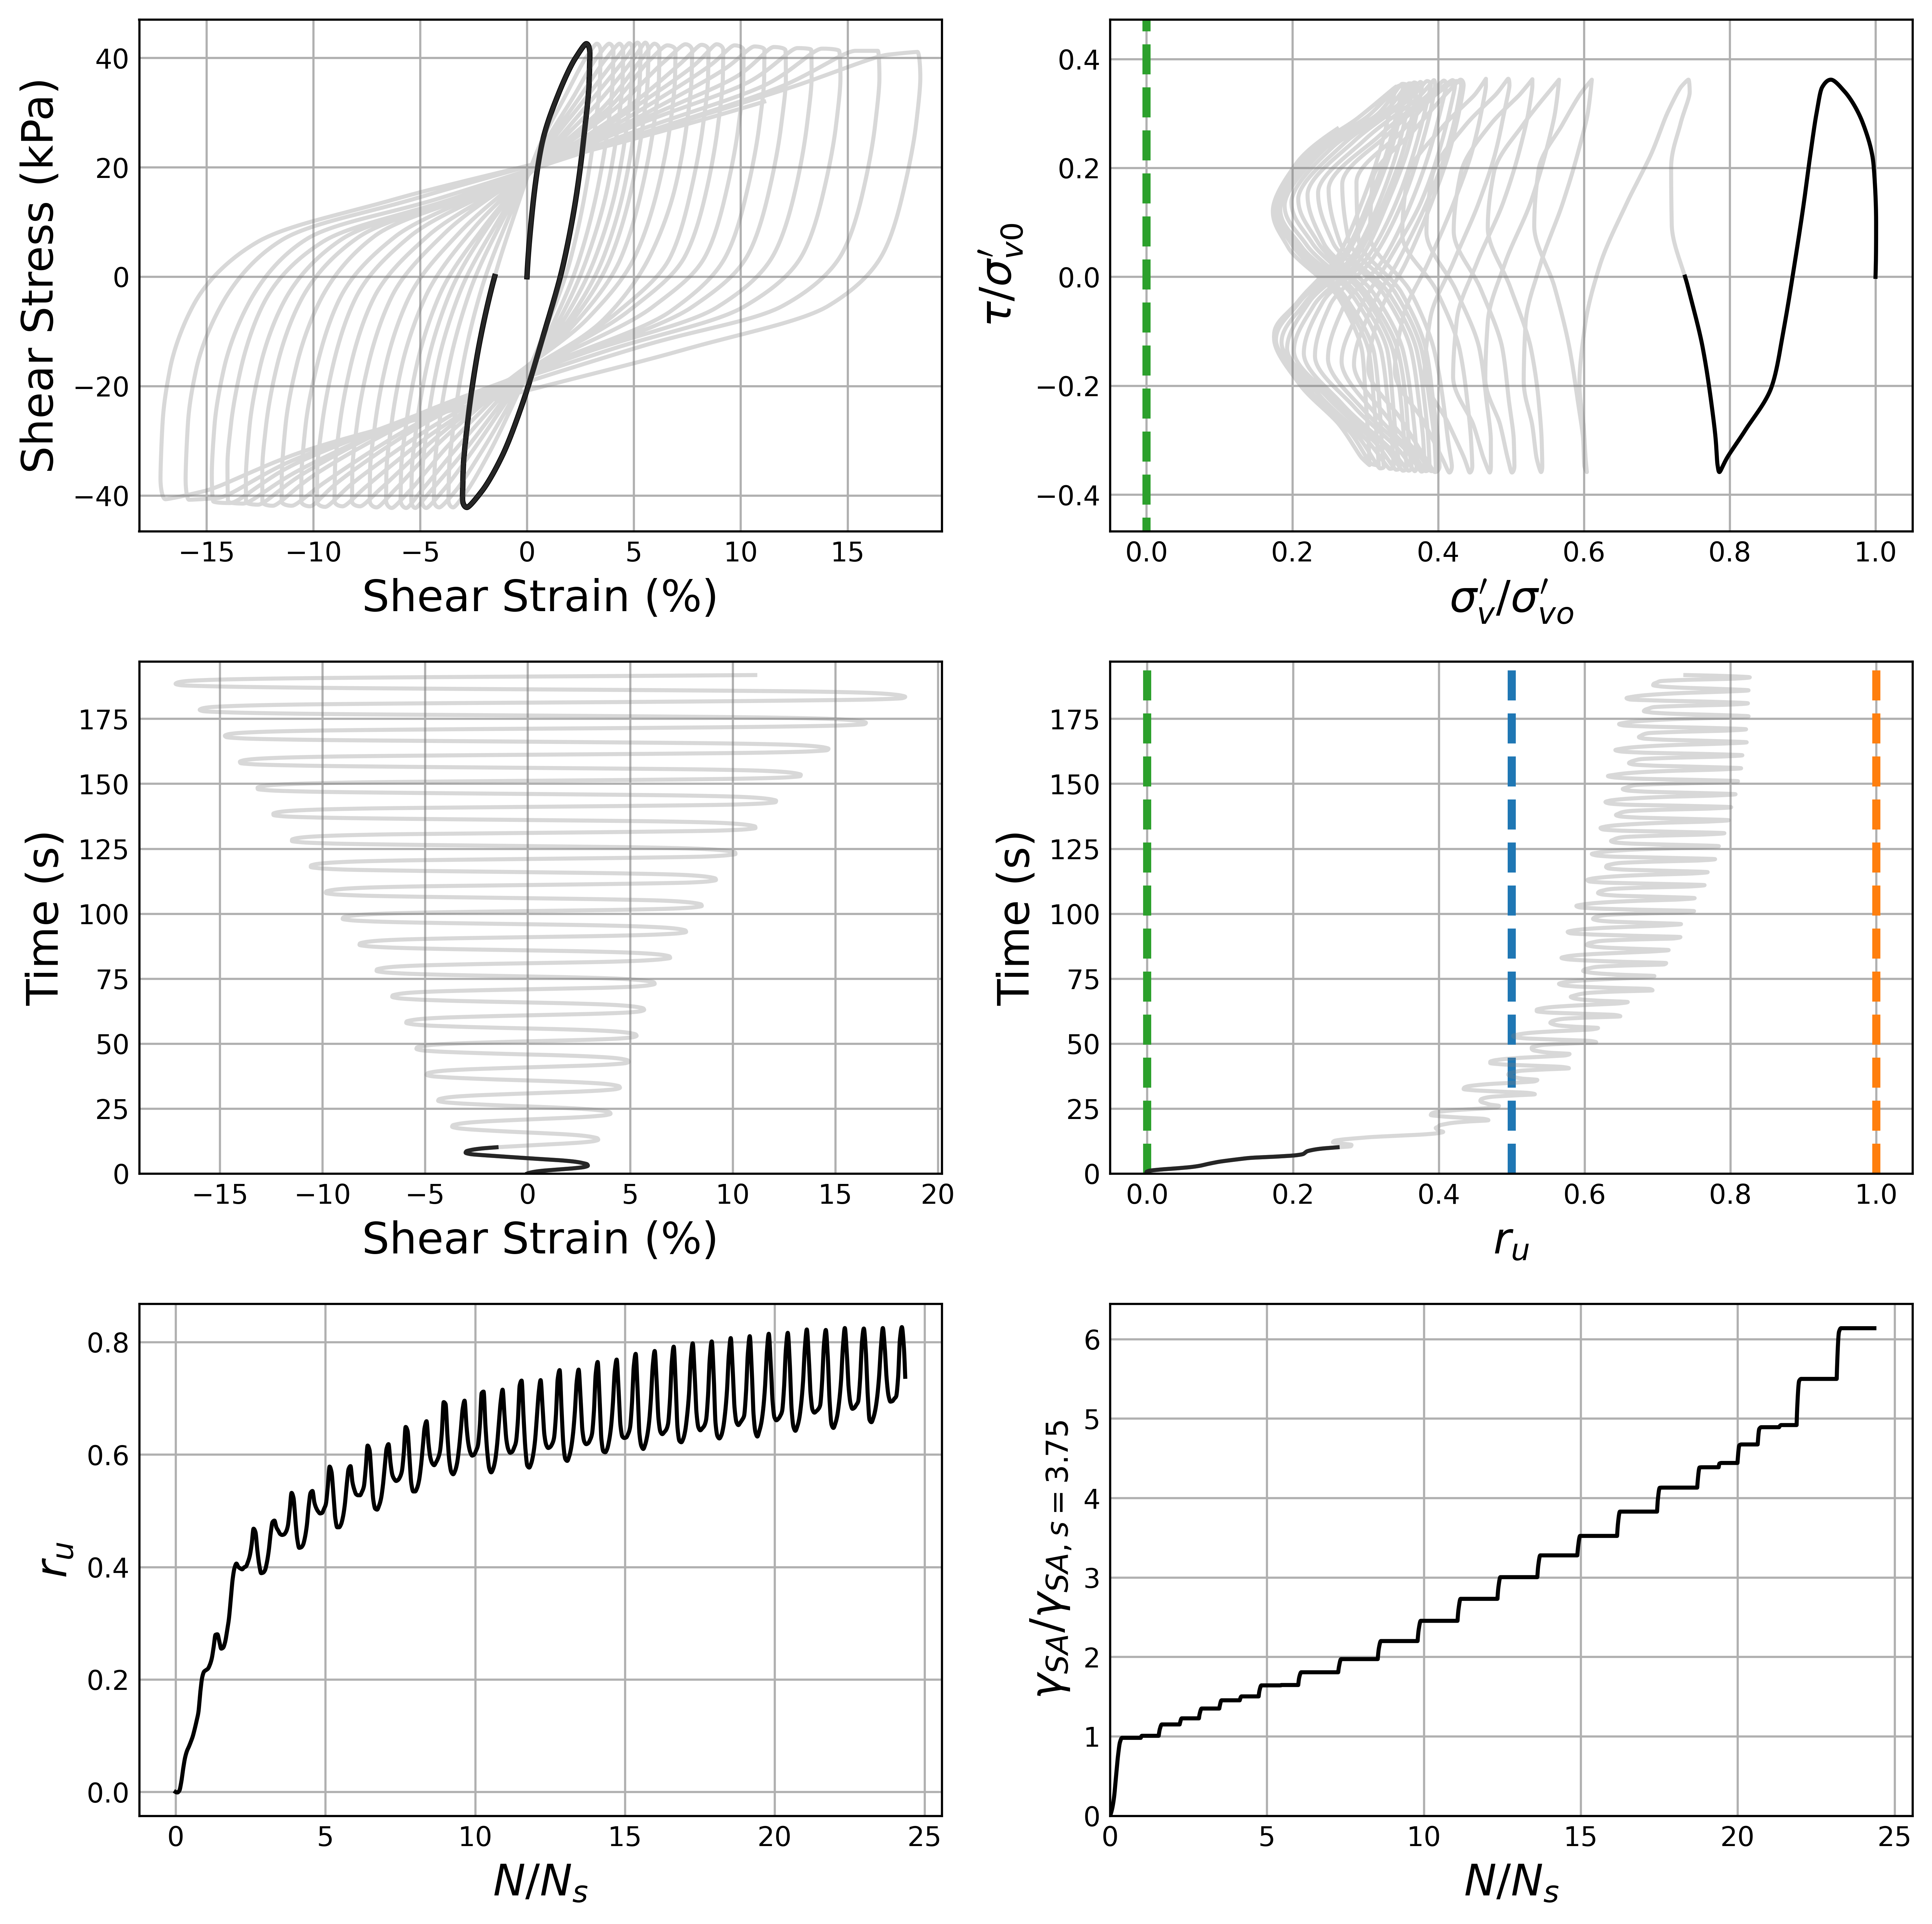 40
20
0
−20
−40
Shear Stress (kPa)
−15 −10 −5 0 5 10 15
Shear Strain (%)
0.4
0.2
0.0
−0.2
−0.4
τ/σ′v0
0.0 0.2 0.4 0.6 0.8 1.0
σ′v/σ′vo
175
150
125
100
75
50
25
0
Time (s)
−15 −10 −5 0 5 10 15 20
Shear Strain (%)
175
150
125
100
75
50
25
0
Time (s)
0.0 0.2 0.4 0.6 0.8 1.0
ru
0.8
0.6
0.4
0.2
0.0
ru
0 5 10 15 20 25
N/Ns
6
5
4
3
2
1
0
γSA/γSA, s = 3.75
0 5 10 15 20 25
N/Ns